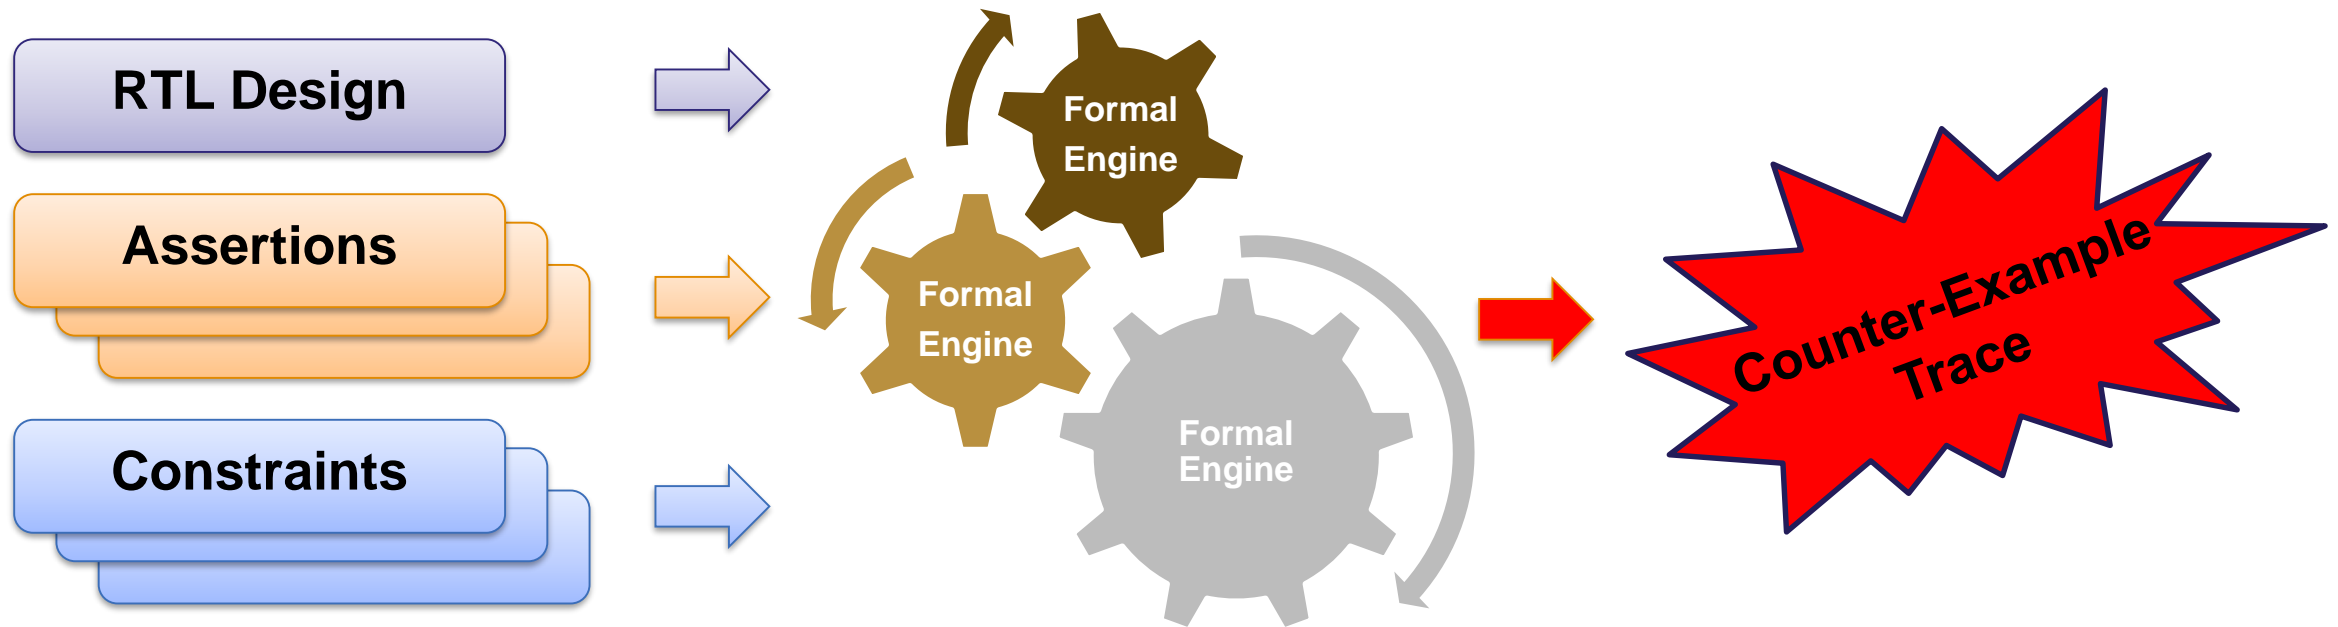 RTL Design
Assertions
Constraints
Formal
Engine
Formal
Engine
Formal
Engine
Counter-Example
Trace